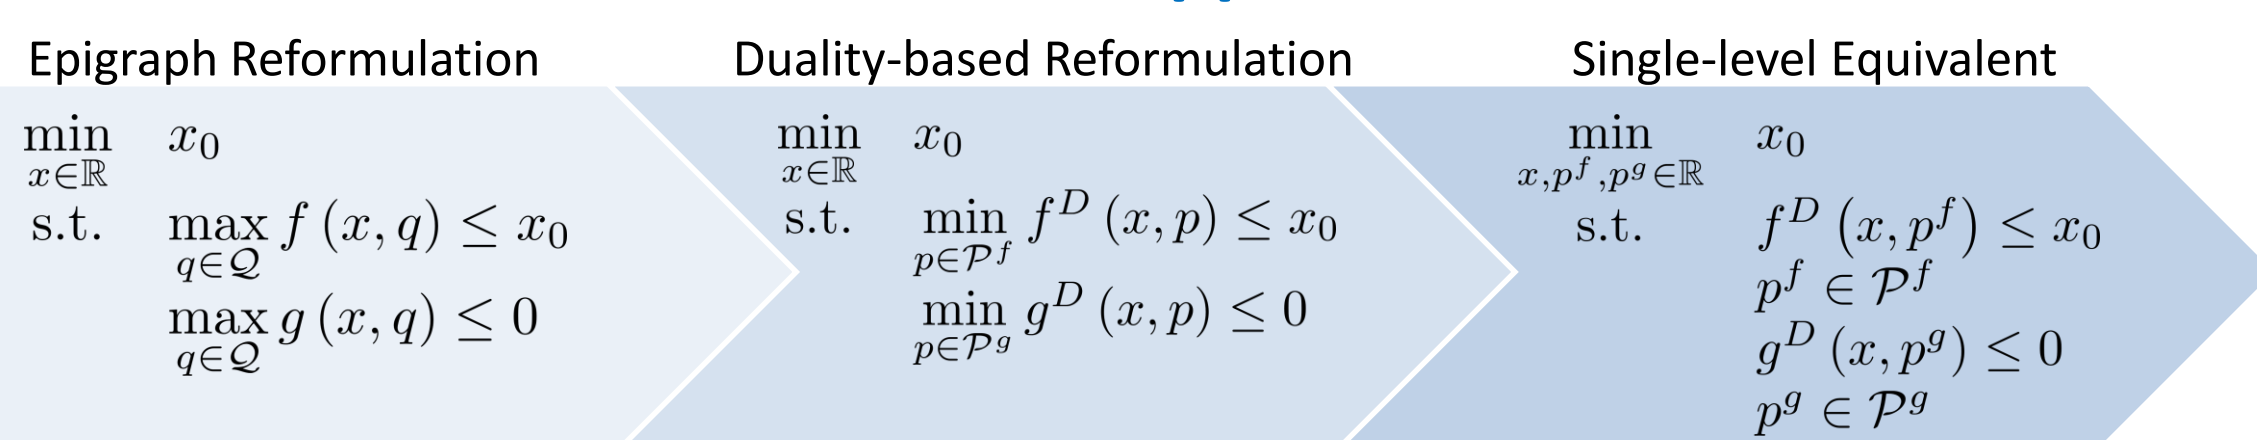 Epigraph Reformulation
min x∈ℝ x₀
s.t. max q∈𝒬 f (x, q) ≤ x₀
max q∈𝒬 g (x, q) ≤ 0
Duality-based Reformulation
min x∈ℝ x₀
s.t. min p∈𝒫^f f^D (x, p) ≤ x₀
min p∈𝒫^g g^D (x, p) ≤ 0
Single-level Equivalent
min x,p^f,p^g∈ℝ x₀
s.t. f^D (x, p^f) ≤ x₀
p^f ∈ 𝒫^f
g^D (x, p^g) ≤ 0
p^g ∈ 𝒫^g